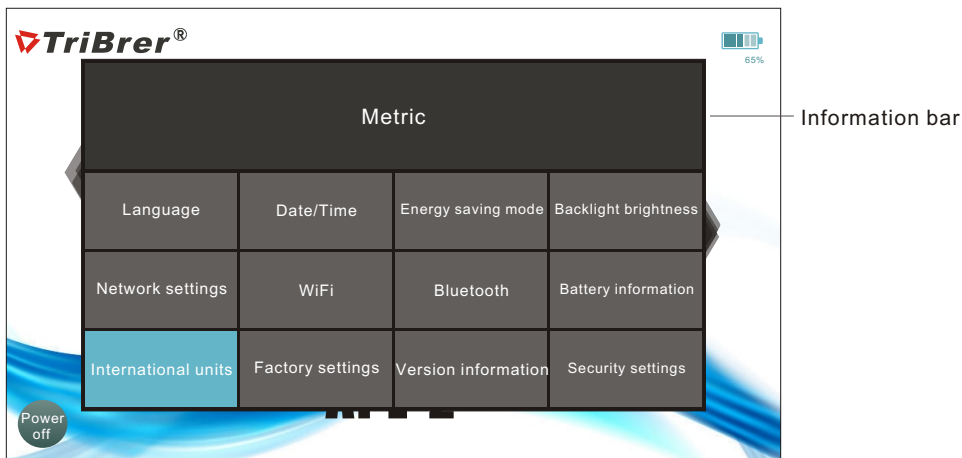 TriBrer®
65%
Metric
Information bar
Language
Date/Time
Energy saving mode
Backlight brightness
Network settings
WiFi
Bluetooth
Battery information
International units
Factory settings
Version information
Security settings
Power
off